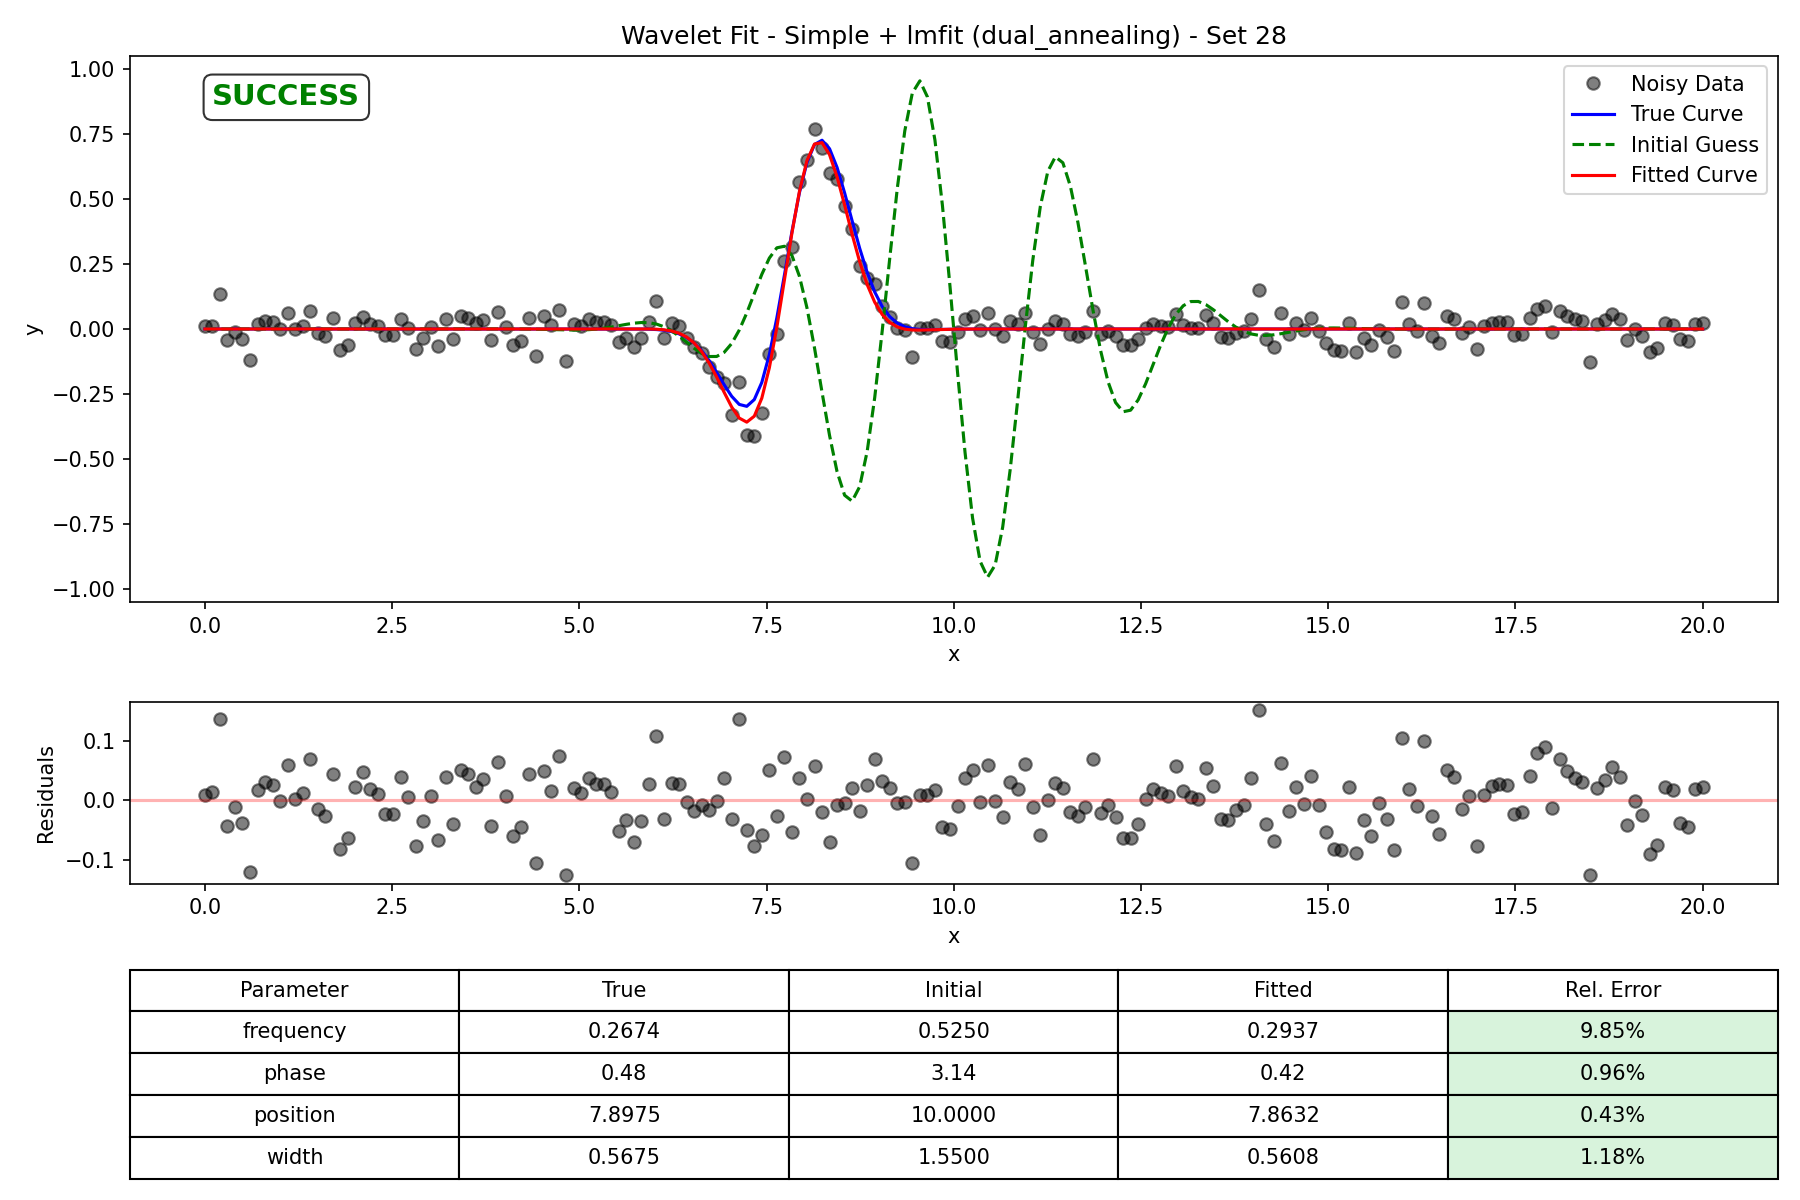 Wavelet Fit - Simple + lmfit (dual_annealing) - Set 28
SUCCESS
Noisy Data
True Curve
Initial Guess
Fitted Curve
y
1.00
0.75
0.50
0.25
0.00
−0.25
−0.50
−0.75
−1.00
0.0 2.5 5.0 7.5 10.0 12.5 15.0 17.5 20.0
x
Residuals
0.1
0.0
−0.1
0.0 2.5 5.0 7.5 10.0 12.5 15.0 17.5 20.0
x
Parameter True Initial Fitted Rel. Error
frequency 0.2674 0.5250 0.2937 9.85%
phase 0.48 3.14 0.42 0.96%
position 7.8975 10.0000 7.8632 0.43%
width 0.5675 1.5500 0.5608 1.18%